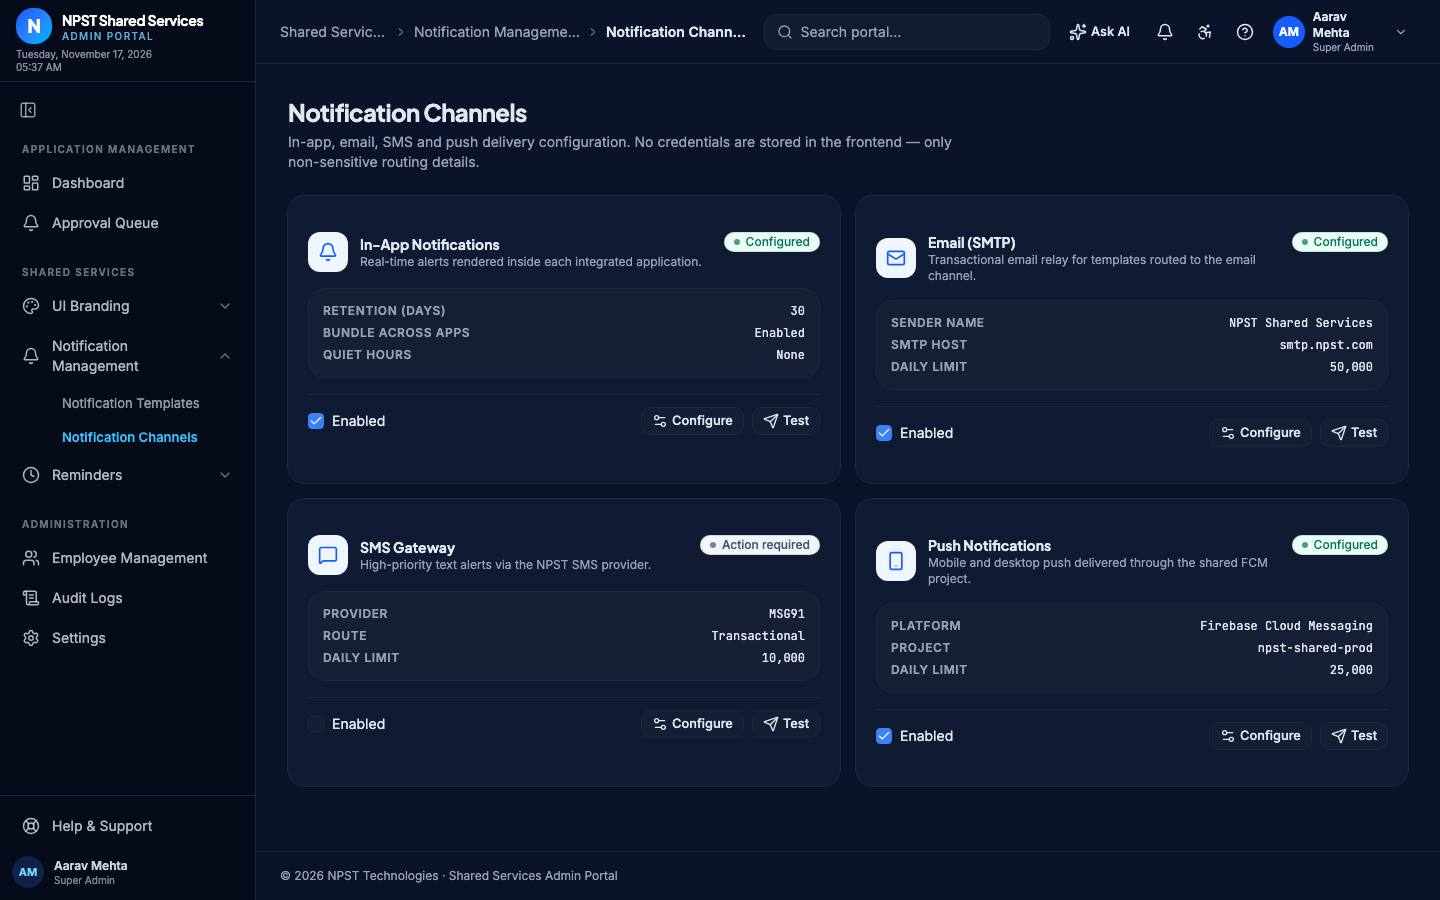 N
NPST Shared Services
ADMIN PORTAL
Tuesday, November 17, 2026
05:37 AM
APPLICATION MANAGEMENT
Dashboard
Approval Queue
SHARED SERVICES
UI Branding
Notification
Management
Notification Templates
Notification Channels
Reminders
ADMINISTRATION
Employee Management
Audit Logs
Settings
Help & Support
AM
Aarav Mehta
Super Admin
Shared Servic...
Notification Manageme...
Notification Chann...
Search portal...
Ask AI
AM
Aarav
Mehta
Super Admin
Notification Channels
In-app, email, SMS and push delivery configuration. No credentials are stored in the frontend — only
non-sensitive routing details.
In-App Notifications
Real-time alerts rendered inside each integrated application.
Configured
RETENTION (DAYS) 30
BUNDLE ACROSS APPS Enabled
QUIET HOURS None
Enabled
Configure
Test
Email (SMTP)
Transactional email relay for templates routed to the email
channel.
Configured
SENDER NAME NPST Shared Services
SMTP HOST smtp.npst.com
DAILY LIMIT 50,000
Enabled
Configure
Test
SMS Gateway
High-priority text alerts via the NPST SMS provider.
Action required
PROVIDER MSG91
ROUTE Transactional
DAILY LIMIT 10,000
Enabled
Configure
Test
Push Notifications
Mobile and desktop push delivered through the shared FCM
project.
Configured
PLATFORM Firebase Cloud Messaging
PROJECT npst-shared-prod
DAILY LIMIT 25,000
Enabled
Configure
Test
© 2026 NPST Technologies · Shared Services Admin Portal